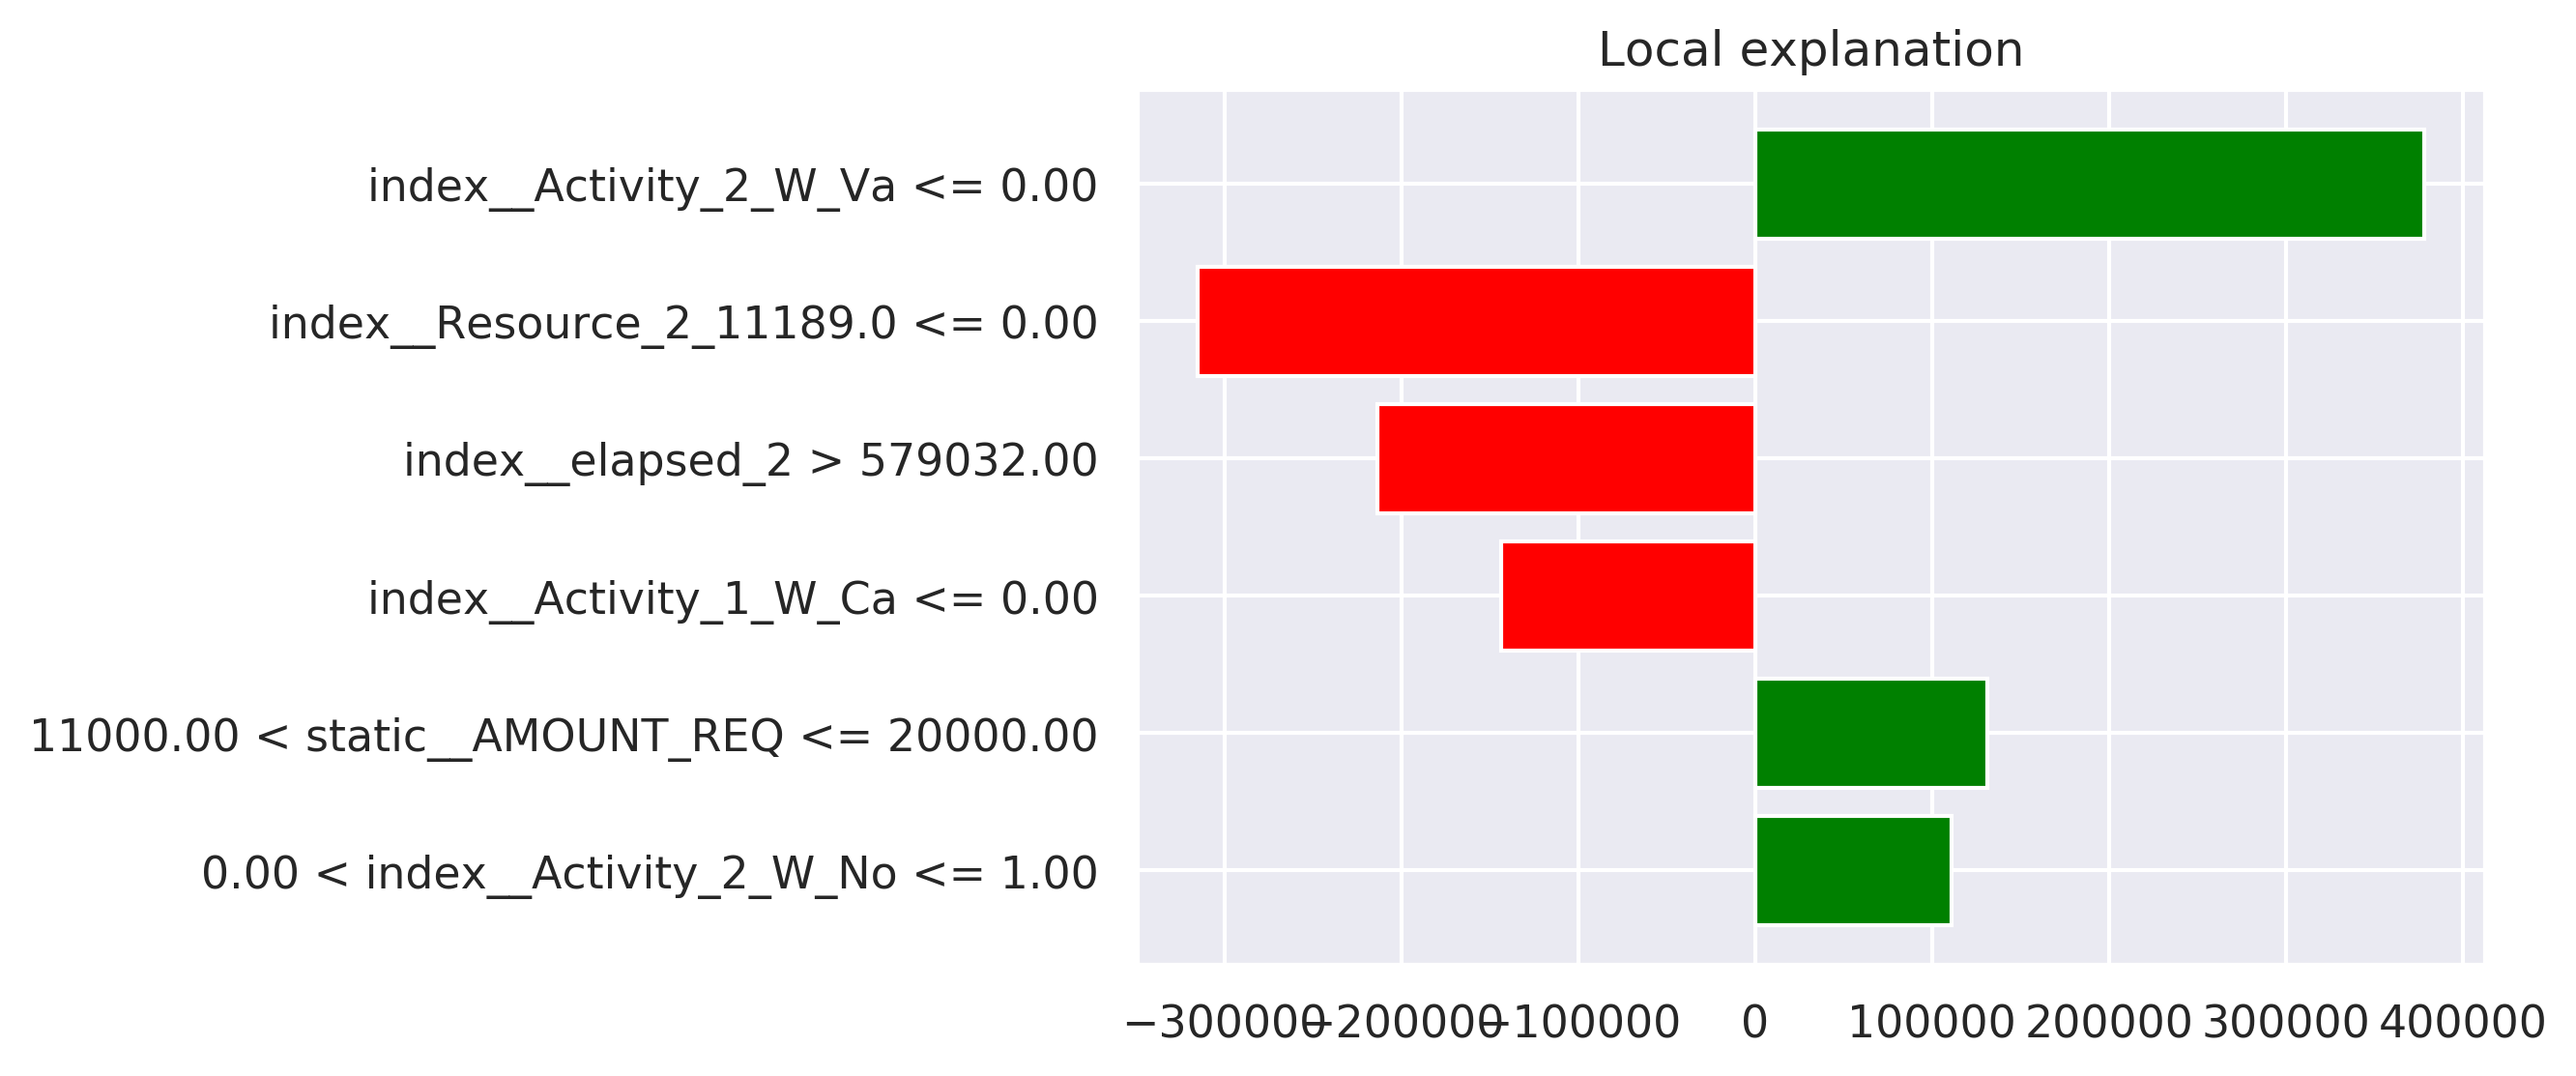 Local explanation
index__Activity_2_W_Va <= 0.00
index__Resource_2_11189.0 <= 0.00
index__elapsed_2 > 579032.00
index__Activity_1_W_Ca <= 0.00
11000.00 < static__AMOUNT_REQ <= 20000.00
0.00 < index__Activity_2_W_No <= 1.00
−300000 −200000 −100000 0 100000 200000 300000 400000